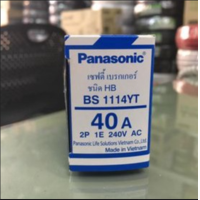 Panasonic
เซฟตี้ เบรกเกอร์
ชนิด HB
BS 1114YT
40 A
2P 1E 240V AC
Panasonic Life Solutions Vietnam Co., Ltd.
Made in Vietnam